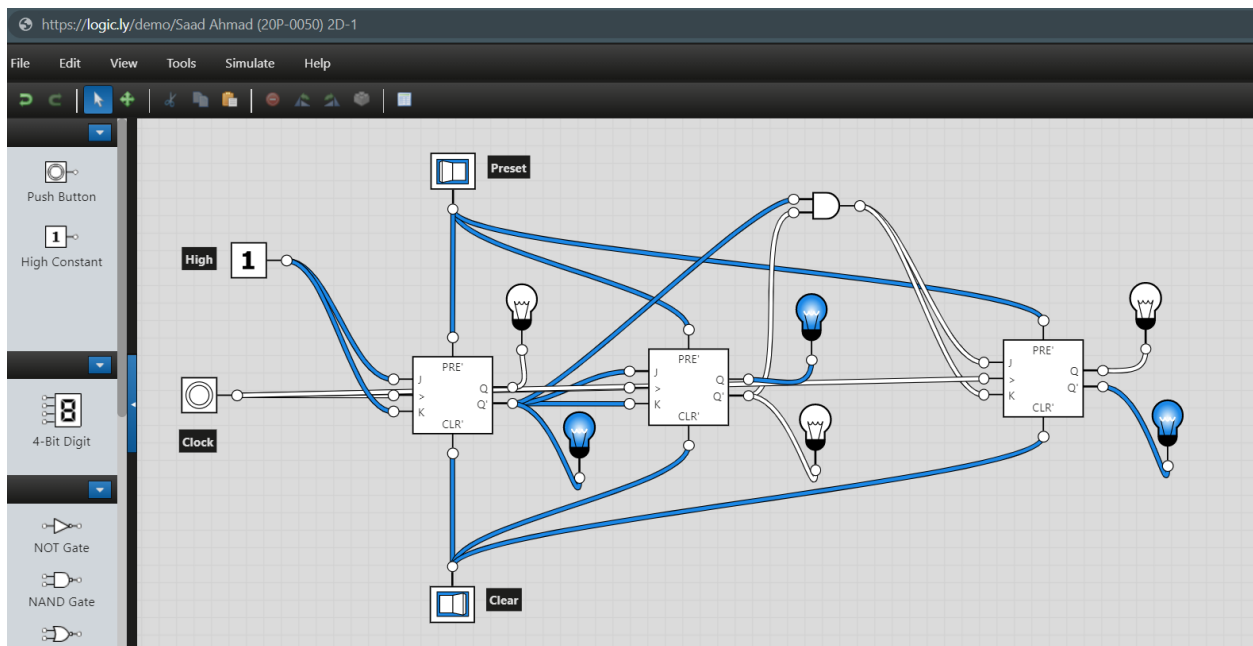 https://logic.ly/demo/Saad Ahmad (20P-0050) 2D-1
File Edit View Tools Simulate Help
Push Button
1
High Constant
8
4-Bit Digit
NOT Gate
NAND Gate
Preset
High
1
Clock
PRE'
J Q
>
K Q'
CLR'
PRE'
J Q
>
K Q'
CLR'
PRE'
J Q
>
K Q'
CLR'
Clear